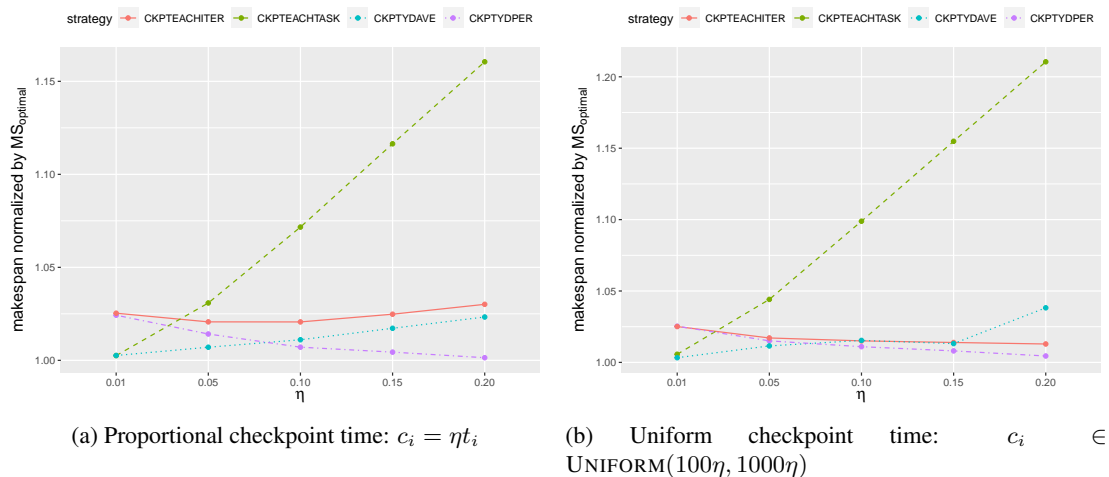 strategy CKPTEACHITER CKPTEACHTASK CKPTYDAVE CKPTYDPER
makespan normalized by MSoptimal
1.15
1.10
1.05
1.00
0.01 0.05 0.10 0.15 0.20
η
(a) Proportional checkpoint time: c_i = ηt_i
strategy CKPTEACHITER CKPTEACHTASK CKPTYDAVE CKPTYDPER
makespan normalized by MSoptimal
1.20
1.15
1.10
1.05
1.00
0.01 0.05 0.10 0.15 0.20
η
(b) Uniform checkpoint time: c_i ∈
UNIFORM(100η, 1000η)